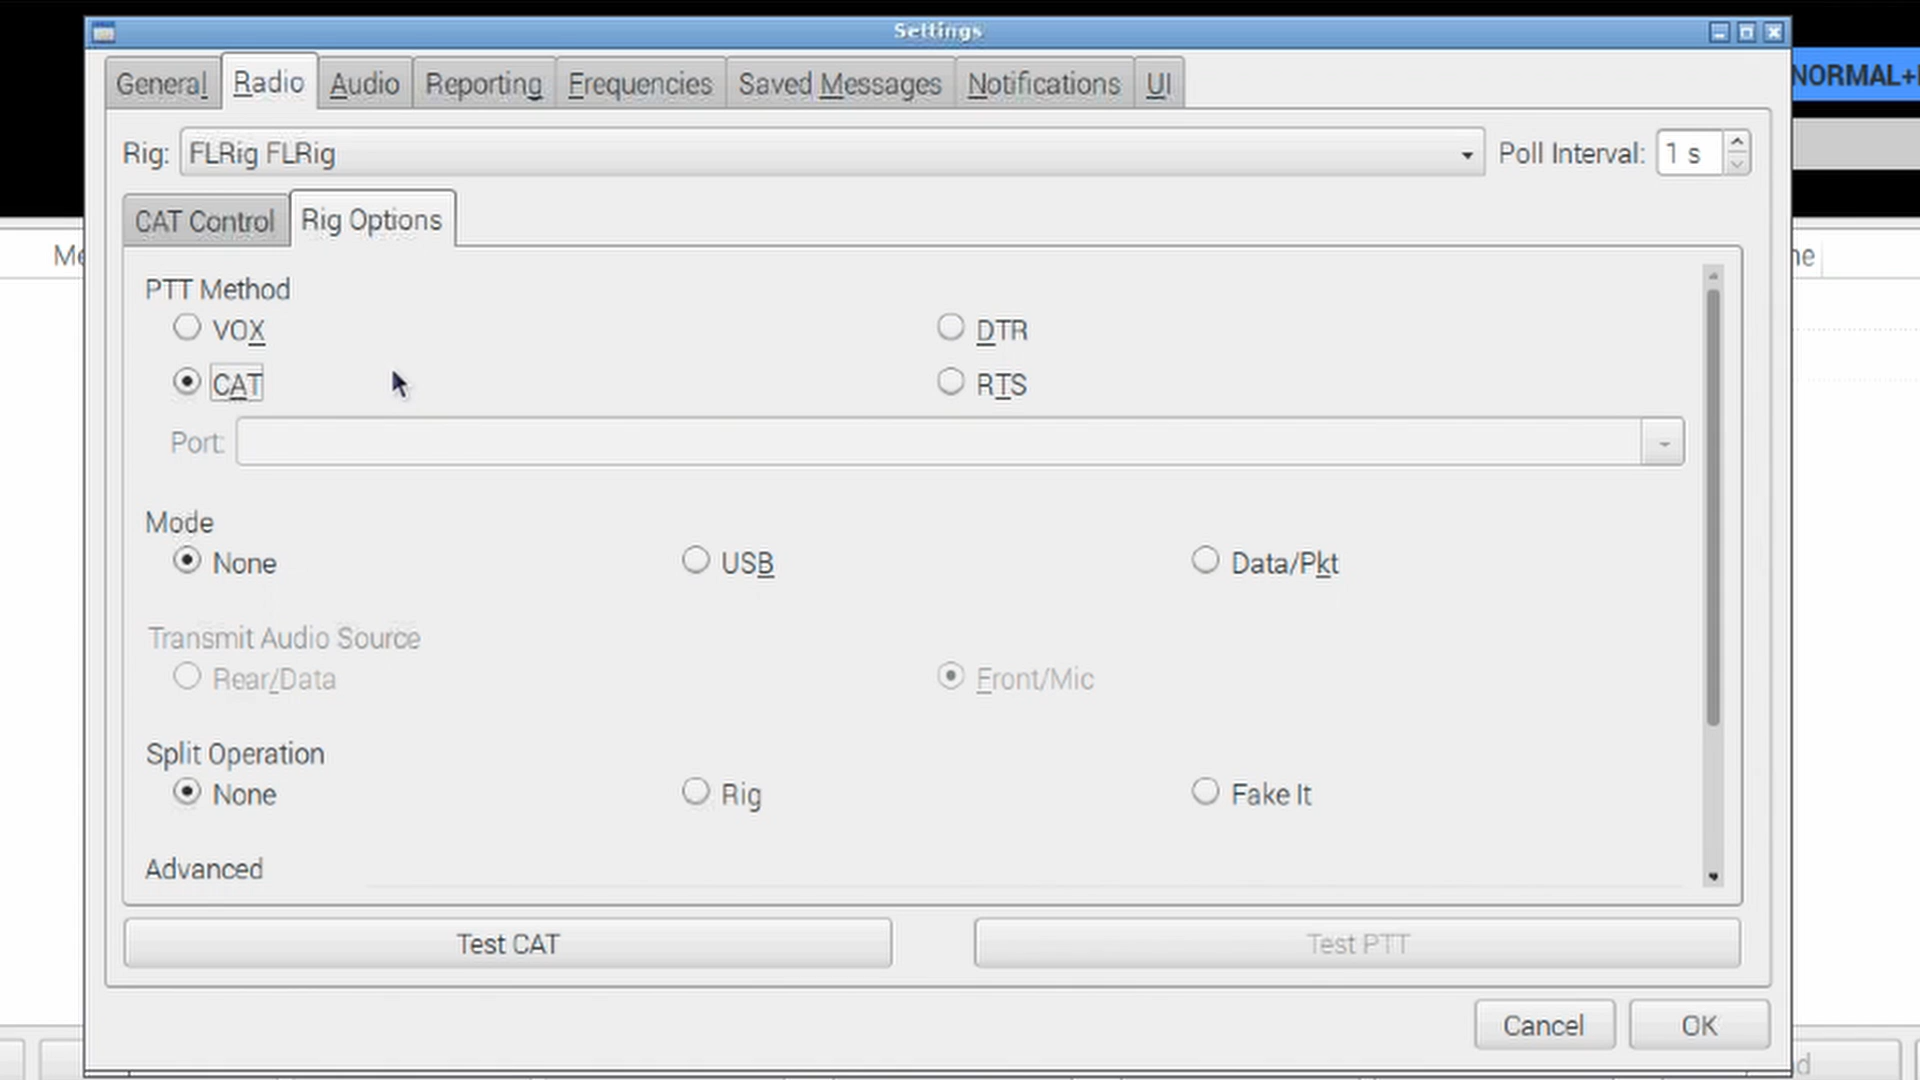 Settings
General Radio Audio Reporting Frequencies Saved Messages Notifications UI
NORMAL+
Rig: FLRig FLRig Poll Interval: 1 s
CAT Control Rig Options
PTT Method
VOX DTR
CAT RTS
Port:
Mode
None USB Data/Pkt
Transmit Audio Source
Rear/Data Front/Mic
Split Operation
None Rig Fake It
Advanced
Test CAT Test PTT
Cancel OK